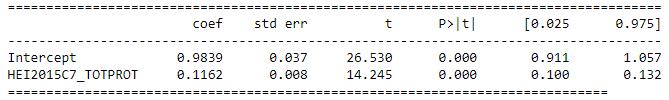 coef std err t P>|t| [0.025 0.975]
Intercept 0.9839 0.037 26.530 0.000 0.911 1.057
HEI2015C7_TOTPROT 0.1162 0.008 14.245 0.000 0.100 0.132